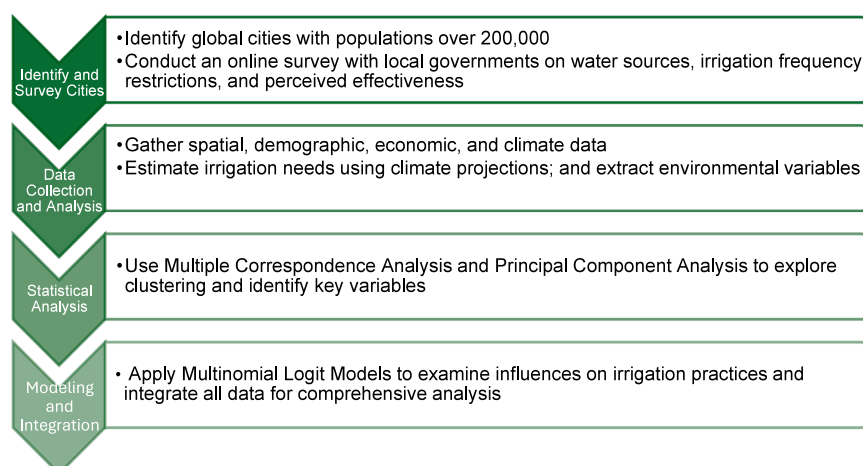 Identify and
Survey Cities
•Identify global cities with populations over 200,000
•Conduct an online survey with local governments on water sources, irrigation frequency
restrictions, and perceived effectiveness
Data
Collection
and Analysis
•Gather spatial, demographic, economic, and climate data
•Estimate irrigation needs using climate projections; and extract environmental variables
Statistical
Analysis
•Use Multiple Correspondence Analysis and Principal Component Analysis to explore
clustering and identify key variables
Modeling
and
Integration
• Apply Multinomial Logit Models to examine influences on irrigation practices and
integrate all data for comprehensive analysis